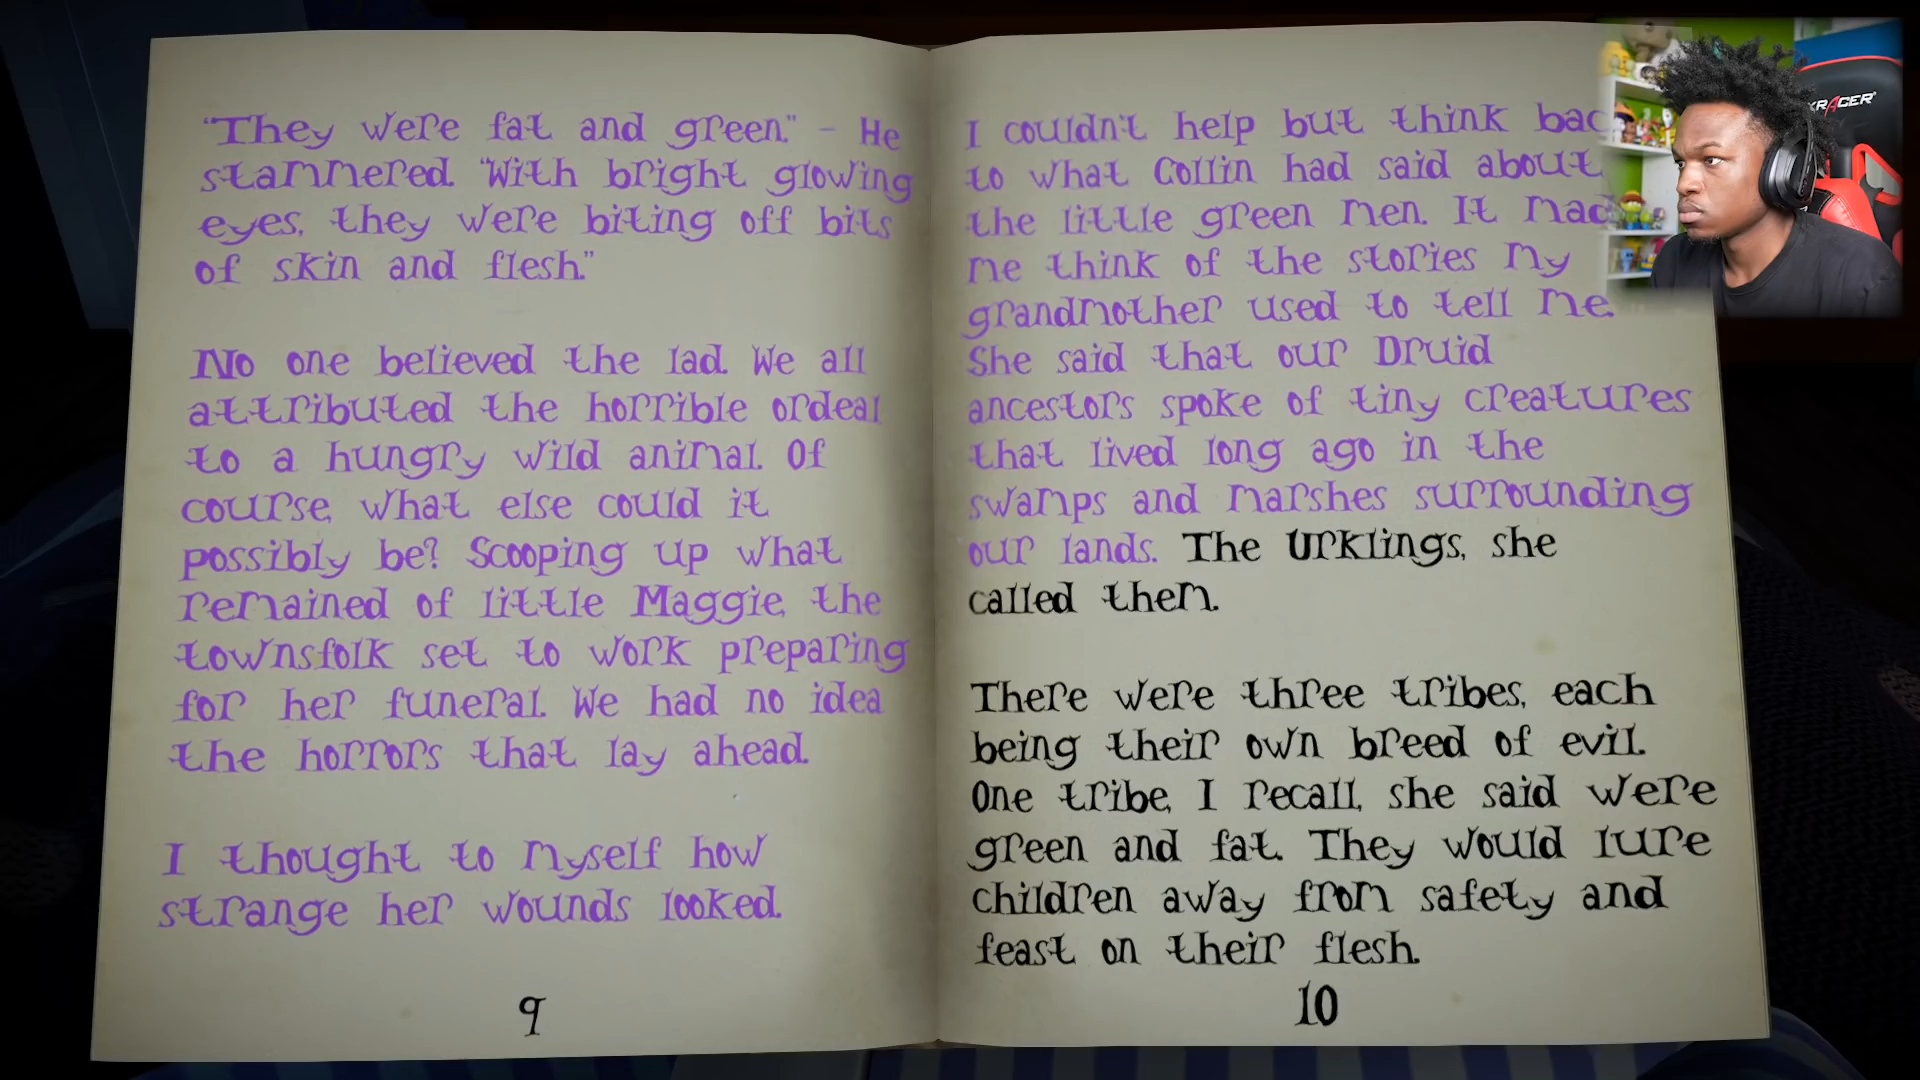 "They were fat and green." - He
stammered. "With bright glowing
eyes, they were biting off bits
of skin and flesh."
No one believed the lad. We all
attributed the horrible ordeal
to a hungry wild animal. Of
course, what else could it
possibly be? Scooping up what
remained of little Maggie, the
townsfolk set to work preparing
for her funeral. We had no idea
the horrors that lay ahead.
I thought to myself how
strange her wounds looked.
9
I couldn't help but think
to what Collin had said about
the little green men. It
me think of the stories my
grandmother used to tell me.
She said that our Druid
ancestors spoke of tiny creatures
that lived long ago in the
swamps and marshes surrounding
our lands. The Urklings, she
called them.
There were three tribes, each
being their own breed of evil.
One tribe, I recall, she said were
green and fat. They would lure
children away from safety and
feast on their flesh.
10